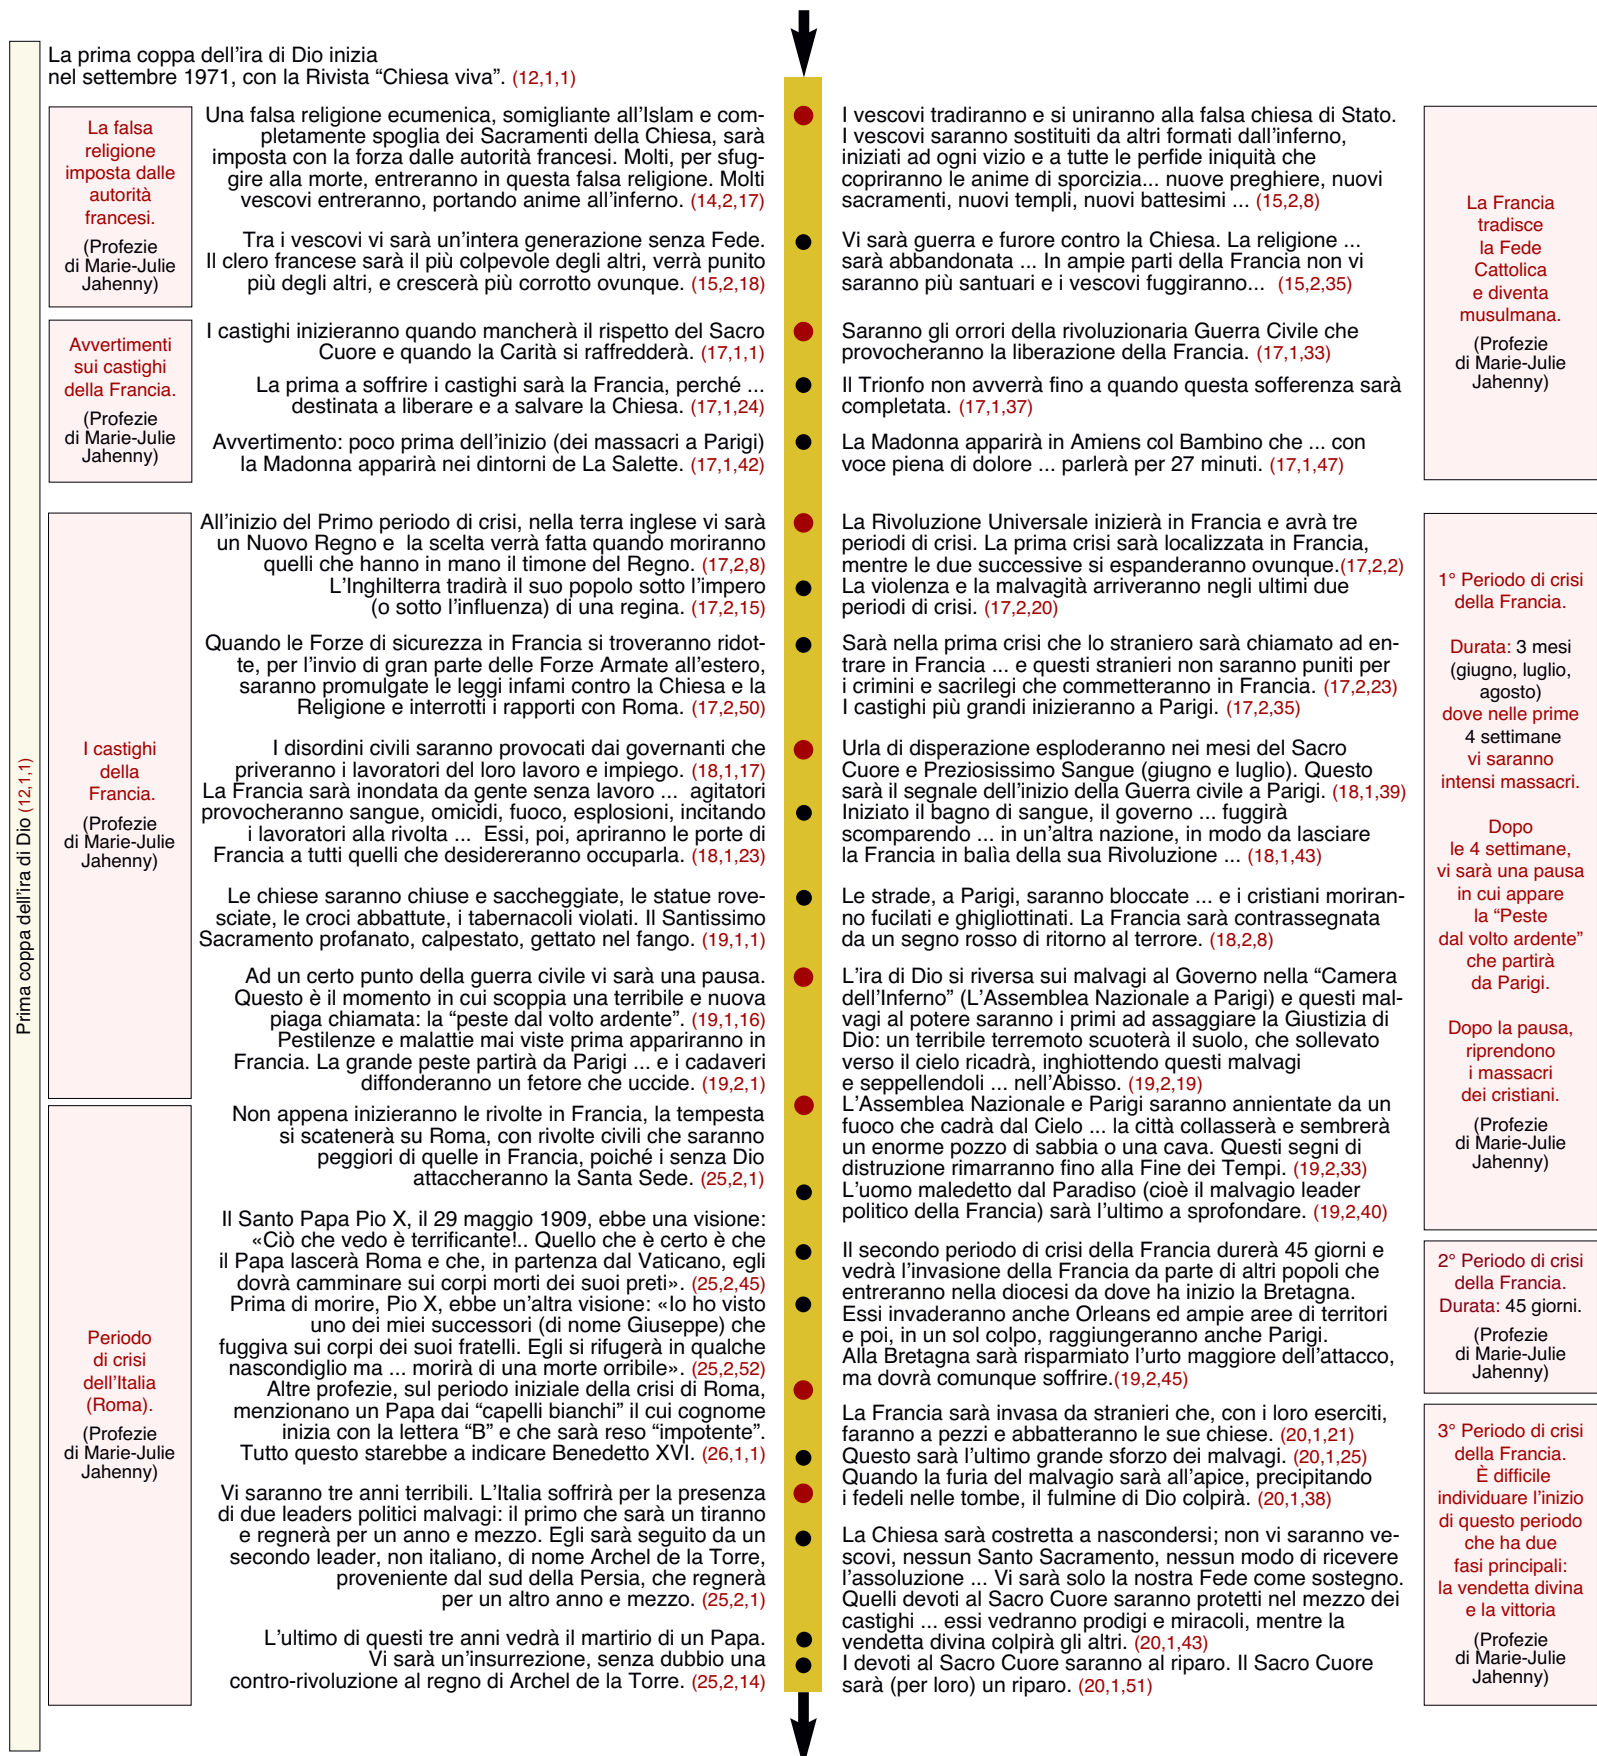 La prima coppa dell'ira di Dio inizia
nel settembre 1971, con la Rivista “Chiesa viva”. (12,1,1)
Prima coppa dell'ira di Dio (12,1,1)
La falsa
religione
imposta dalle
autorità
francesi.
(Profezie
di Marie-Julie
Jahenny)
Una falsa religione ecumenica, somigliante all'Islam e com-
pletamente spoglia dei Sacramenti della Chiesa, sarà
imposta con la forza dalle autorità francesi. Molti, per sfug-
gire alla morte, entreranno in questa falsa religione. Molti
vescovi entreranno, portando anime all'inferno. (14,2,17)
Tra i vescovi vi sarà un'intera generazione senza Fede.
Il clero francese sarà il più colpevole degli altri, verrà punito
più degli altri, e crescerà più corrotto ovunque. (15,2,18)
Avvertimenti
sui castighi
della Francia.
(Profezie
di Marie-Julie
Jahenny)
I castighi inizieranno quando mancherà il rispetto del Sacro
Cuore e quando la Carità si raffredderà. (17,1,1)
La prima a soffrire i castighi sarà la Francia, perché ...
destinata a liberare e a salvare la Chiesa. (17,1,24)
Avvertimento: poco prima dell'inizio (dei massacri a Parigi)
la Madonna apparirà nei dintorni de La Salette. (17,1,42)
I castighi
della
Francia.
(Profezie
di Marie-Julie
Jahenny)
All'inizio del Primo periodo di crisi, nella terra inglese vi sarà
un Nuovo Regno e la scelta verrà fatta quando moriranno
quelli che hanno in mano il timone del Regno. (17,2,8)
L'Inghilterra tradirà il suo popolo sotto l'impero
(o sotto l'influenza) di una regina. (17,2,15)
Quando le Forze di sicurezza in Francia si troveranno ridot-
te, per l'invio di gran parte delle Forze Armate all'estero,
saranno promulgate le leggi infami contro la Chiesa e la
Religione e interrotti i rapporti con Roma. (17,2,50)
I disordini civili saranno provocati dai governanti che
priveranno i lavoratori del loro lavoro e impiego. (18,1,17)
La Francia sarà inondata da gente senza lavoro ... agitatori
provocheranno sangue, omicidi, fuoco, esplosioni, incitando
i lavoratori alla rivolta ... Essi, poi, apriranno le porte di
Francia a tutti quelli che desidereranno occuparla. (18,1,23)
Le chiese saranno chiuse e saccheggiate, le statue rove-
sciate, le croci abbattute, i tabernacoli violati. Il Santissimo
Sacramento profanato, calpestato, gettato nel fango. (19,1,1)
Ad un certo punto della guerra civile vi sarà una pausa.
Questo è il momento in cui scoppia una terribile e nuova
piaga chiamata: la “peste dal volto ardente”. (19,1,16)
Pestilenze e malattie mai viste prima appariranno in
Francia. La grande peste partirà da Parigi ... e i cadaveri
diffonderanno un fetore che uccide. (19,2,1)
Periodo
di crisi
dell'Italia
(Roma).
(Profezie
di Marie-Julie
Jahenny)
Non appena inizieranno le rivolte in Francia, la tempesta
si scatenerà su Roma, con rivolte civili che saranno
peggiori di quelle in Francia, poiché i senza Dio
attaccheranno la Santa Sede. (25,2,1)
Il Santo Papa Pio X, il 29 maggio 1909, ebbe una visione:
«Ciò che vedo è terrificante!.. Quello che è certo è che
il Papa lascerà Roma e che, in partenza dal Vaticano, egli
dovrà camminare sui corpi morti dei suoi preti». (25,2,45)
Prima di morire, Pio X, ebbe un'altra visione: «Io ho visto
uno dei miei successori (di nome Giuseppe) che
fuggiva sui corpi dei suoi fratelli. Egli si rifugerà in qualche
nascondiglio ma ... morirà di una morte orribile». (25,2,52)
Altre profezie, sul periodo iniziale della crisi di Roma,
menzionano un Papa dai “capelli bianchi” il cui cognome
inizia con la lettera “B” e che sarà reso “impotente”.
Tutto questo starebbe a indicare Benedetto XVI. (26,1,1)
Vi saranno tre anni terribili. L'Italia soffrirà per la presenza
di due leaders politici malvagi: il primo che sarà un tiranno
e regnerà per un anno e mezzo. Egli sarà seguito da un
secondo leader, non italiano, di nome Archel de la Torre,
proveniente dal sud della Persia, che regnerà
per un altro anno e mezzo. (25,2,1)
L'ultimo di questi tre anni vedrà il martirio di un Papa.
Vi sarà un'insurrezione, senza dubbio una
contro-rivoluzione al regno di Archel de la Torre. (25,2,14)
I vescovi tradiranno e si uniranno alla falsa chiesa di Stato.
I vescovi saranno sostituiti da altri formati dall'inferno,
iniziati ad ogni vizio e a tutte le perfide iniquità che
copriranno le anime di sporcizia... nuove preghiere, nuovi
sacramenti, nuovi templi, nuovi battesimi ... (15,2,8)
Vi sarà guerra e furore contro la Chiesa. La religione ...
sarà abbandonata ... In ampie parti della Francia non vi
saranno più santuari e i vescovi fuggiranno... (15,2,35)
Saranno gli orrori della rivoluzionaria Guerra Civile che
provocheranno la liberazione della Francia. (17,1,33)
Il Trionfo non avverrà fino a quando questa sofferenza sarà
completata. (17,1,37)
La Madonna apparirà in Amiens col Bambino che ... con
voce piena di dolore ... parlerà per 27 minuti. (17,1,47)
La Francia
tradisce
la Fede
Cattolica
e diventa
musulmana.
(Profezie
di Marie-Julie
Jahenny)
La Rivoluzione Universale inizierà in Francia e avrà tre
periodi di crisi. La prima crisi sarà localizzata in Francia,
mentre le due successive si espanderanno ovunque.(17,2,2)
La violenza e la malvagità arriveranno negli ultimi due
periodi di crisi. (17,2,20)
Sarà nella prima crisi che lo straniero sarà chiamato ad en-
trare in Francia ... e questi stranieri non saranno puniti per
i crimini e sacrilegi che commetteranno in Francia. (17,2,23)
I castighi più grandi inizieranno a Parigi. (17,2,35)
Urla di disperazione esploderanno nei mesi del Sacro
Cuore e Preziosissimo Sangue (giugno e luglio). Questo
sarà il segnale dell'inizio della Guerra civile a Parigi. (18,1,39)
Iniziato il bagno di sangue, il governo ... fuggirà
scomparendo ... in un'altra nazione, in modo da lasciare
la Francia in balìa della sua Rivoluzione ... (18,1,43)
Le strade, a Parigi, saranno bloccate ... e i cristiani moriran-
no fucilati e ghigliottinati. La Francia sarà contrassegnata
da un segno rosso di ritorno al terrore. (18,2,8)
L'ira di Dio si riversa sui malvagi al Governo nella “Camera
dell'Inferno” (L'Assemblea Nazionale a Parigi) e questi mal-
vagi al potere saranno i primi ad assaggiare la Giustizia di
Dio: un terribile terremoto scuoterà il suolo, che sollevato
verso il cielo ricadrà, inghiottendo questi malvagi
e seppellendoli ... nell'Abisso. (19,2,19)
L'Assemblea Nazionale e Parigi saranno annientate da un
fuoco che cadrà dal Cielo ... la città collasserà e sembrerà
un enorme pozzo di sabbia o una cava. Questi segni di
distruzione rimarranno fino alla Fine dei Tempi. (19,2,33)
L'uomo maledetto dal Paradiso (cioè il malvagio leader
politico della Francia) sarà l'ultimo a sprofondare. (19,2,40)
1° Periodo di crisi
della Francia.
Durata: 3 mesi
(giugno, luglio,
agosto)
dove nelle prime
4 settimane
vi saranno
intensi massacri.
Dopo
le 4 settimane,
vi sarà una pausa
in cui appare
la “Peste
dal volto ardente”
che partirà
da Parigi.
Dopo la pausa,
riprendono
i massacri
dei cristiani.
(Profezie
di Marie-Julie
Jahenny)
Il secondo periodo di crisi della Francia durerà 45 giorni e
vedrà l'invasione della Francia da parte di altri popoli che
entreranno nella diocesi da dove ha inizio la Bretagna.
Essi invaderanno anche Orleans ed ampie aree di territori
e poi, in un sol colpo, raggiungeranno anche Parigi.
Alla Bretagna sarà risparmiato l'urto maggiore dell'attacco,
ma dovrà comunque soffrire.(19,2,45)
2° Periodo di crisi
della Francia.
Durata: 45 giorni.
(Profezie
di Marie-Julie
Jahenny)
La Francia sarà invasa da stranieri che, con i loro eserciti,
faranno a pezzi e abbatteranno le sue chiese. (20,1,21)
Questo sarà l'ultimo grande sforzo dei malvagi. (20,1,25)
Quando la furia del malvagio sarà all'apice, precipitando
i fedeli nelle tombe, il fulmine di Dio colpirà. (20,1,38)
La Chiesa sarà costretta a nascondersi; non vi saranno ve-
scovi, nessun Santo Sacramento, nessun modo di ricevere
l'assoluzione ... Vi sarà solo la nostra Fede come sostegno.
Quelli devoti al Sacro Cuore saranno protetti nel mezzo dei
castighi ... essi vedranno prodigi e miracoli, mentre la
vendetta divina colpirà gli altri. (20,1,43)
I devoti al Sacro Cuore saranno al riparo. Il Sacro Cuore
sarà (per loro) un riparo. (20,1,51)
3° Periodo di crisi
della Francia.
È difficile
individuare l'inizio
di questo periodo
che ha due
fasi principali:
la vendetta divina
e la vittoria
(Profezie
di Marie-Julie
Jahenny)